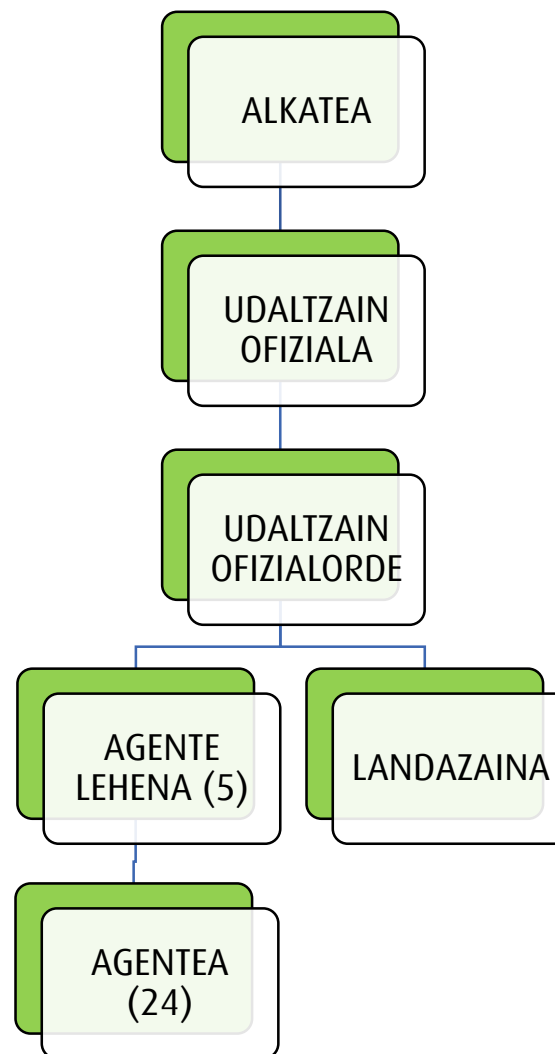 ALKATEA
UDALTZAIN
OFIZIALA
UDALTZAIN
OFIZIALORDE
AGENTE
LEHENA (5)
LANDAZAINA
AGENTEA
(24)